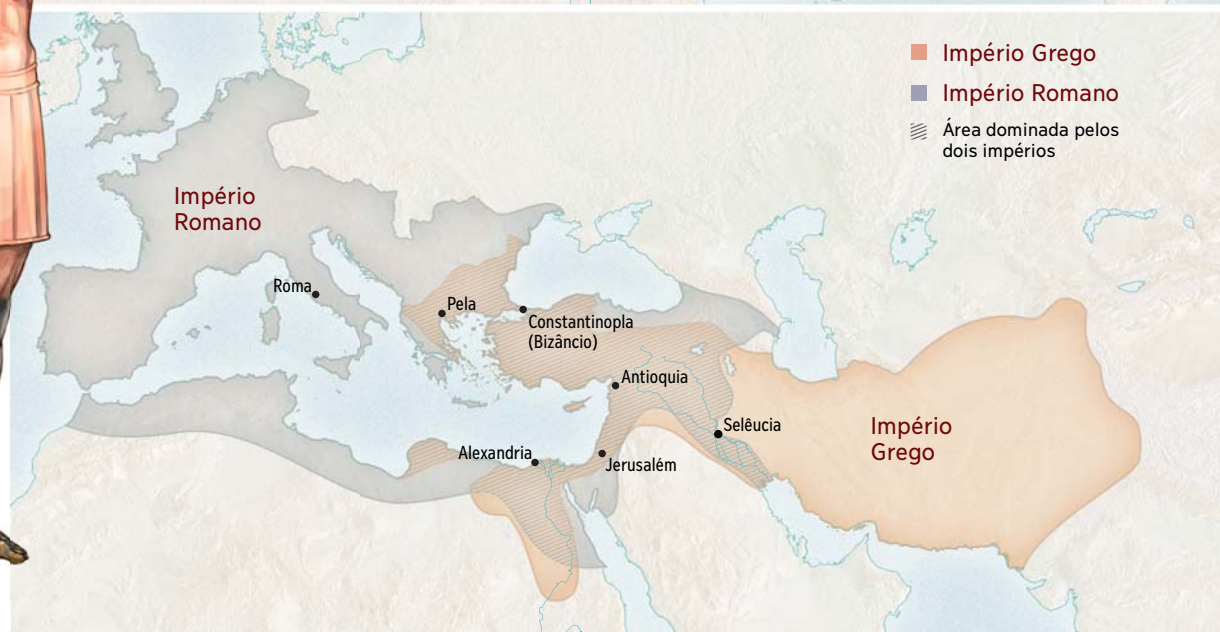 Império Grego
Império Romano
Área dominada pelos
dois impérios
Império
Romano
Roma
Pela
Constantinopla
(Bizâncio)
Antioquia
Selêucia
Império
Grego
Alexandria
Jerusalém